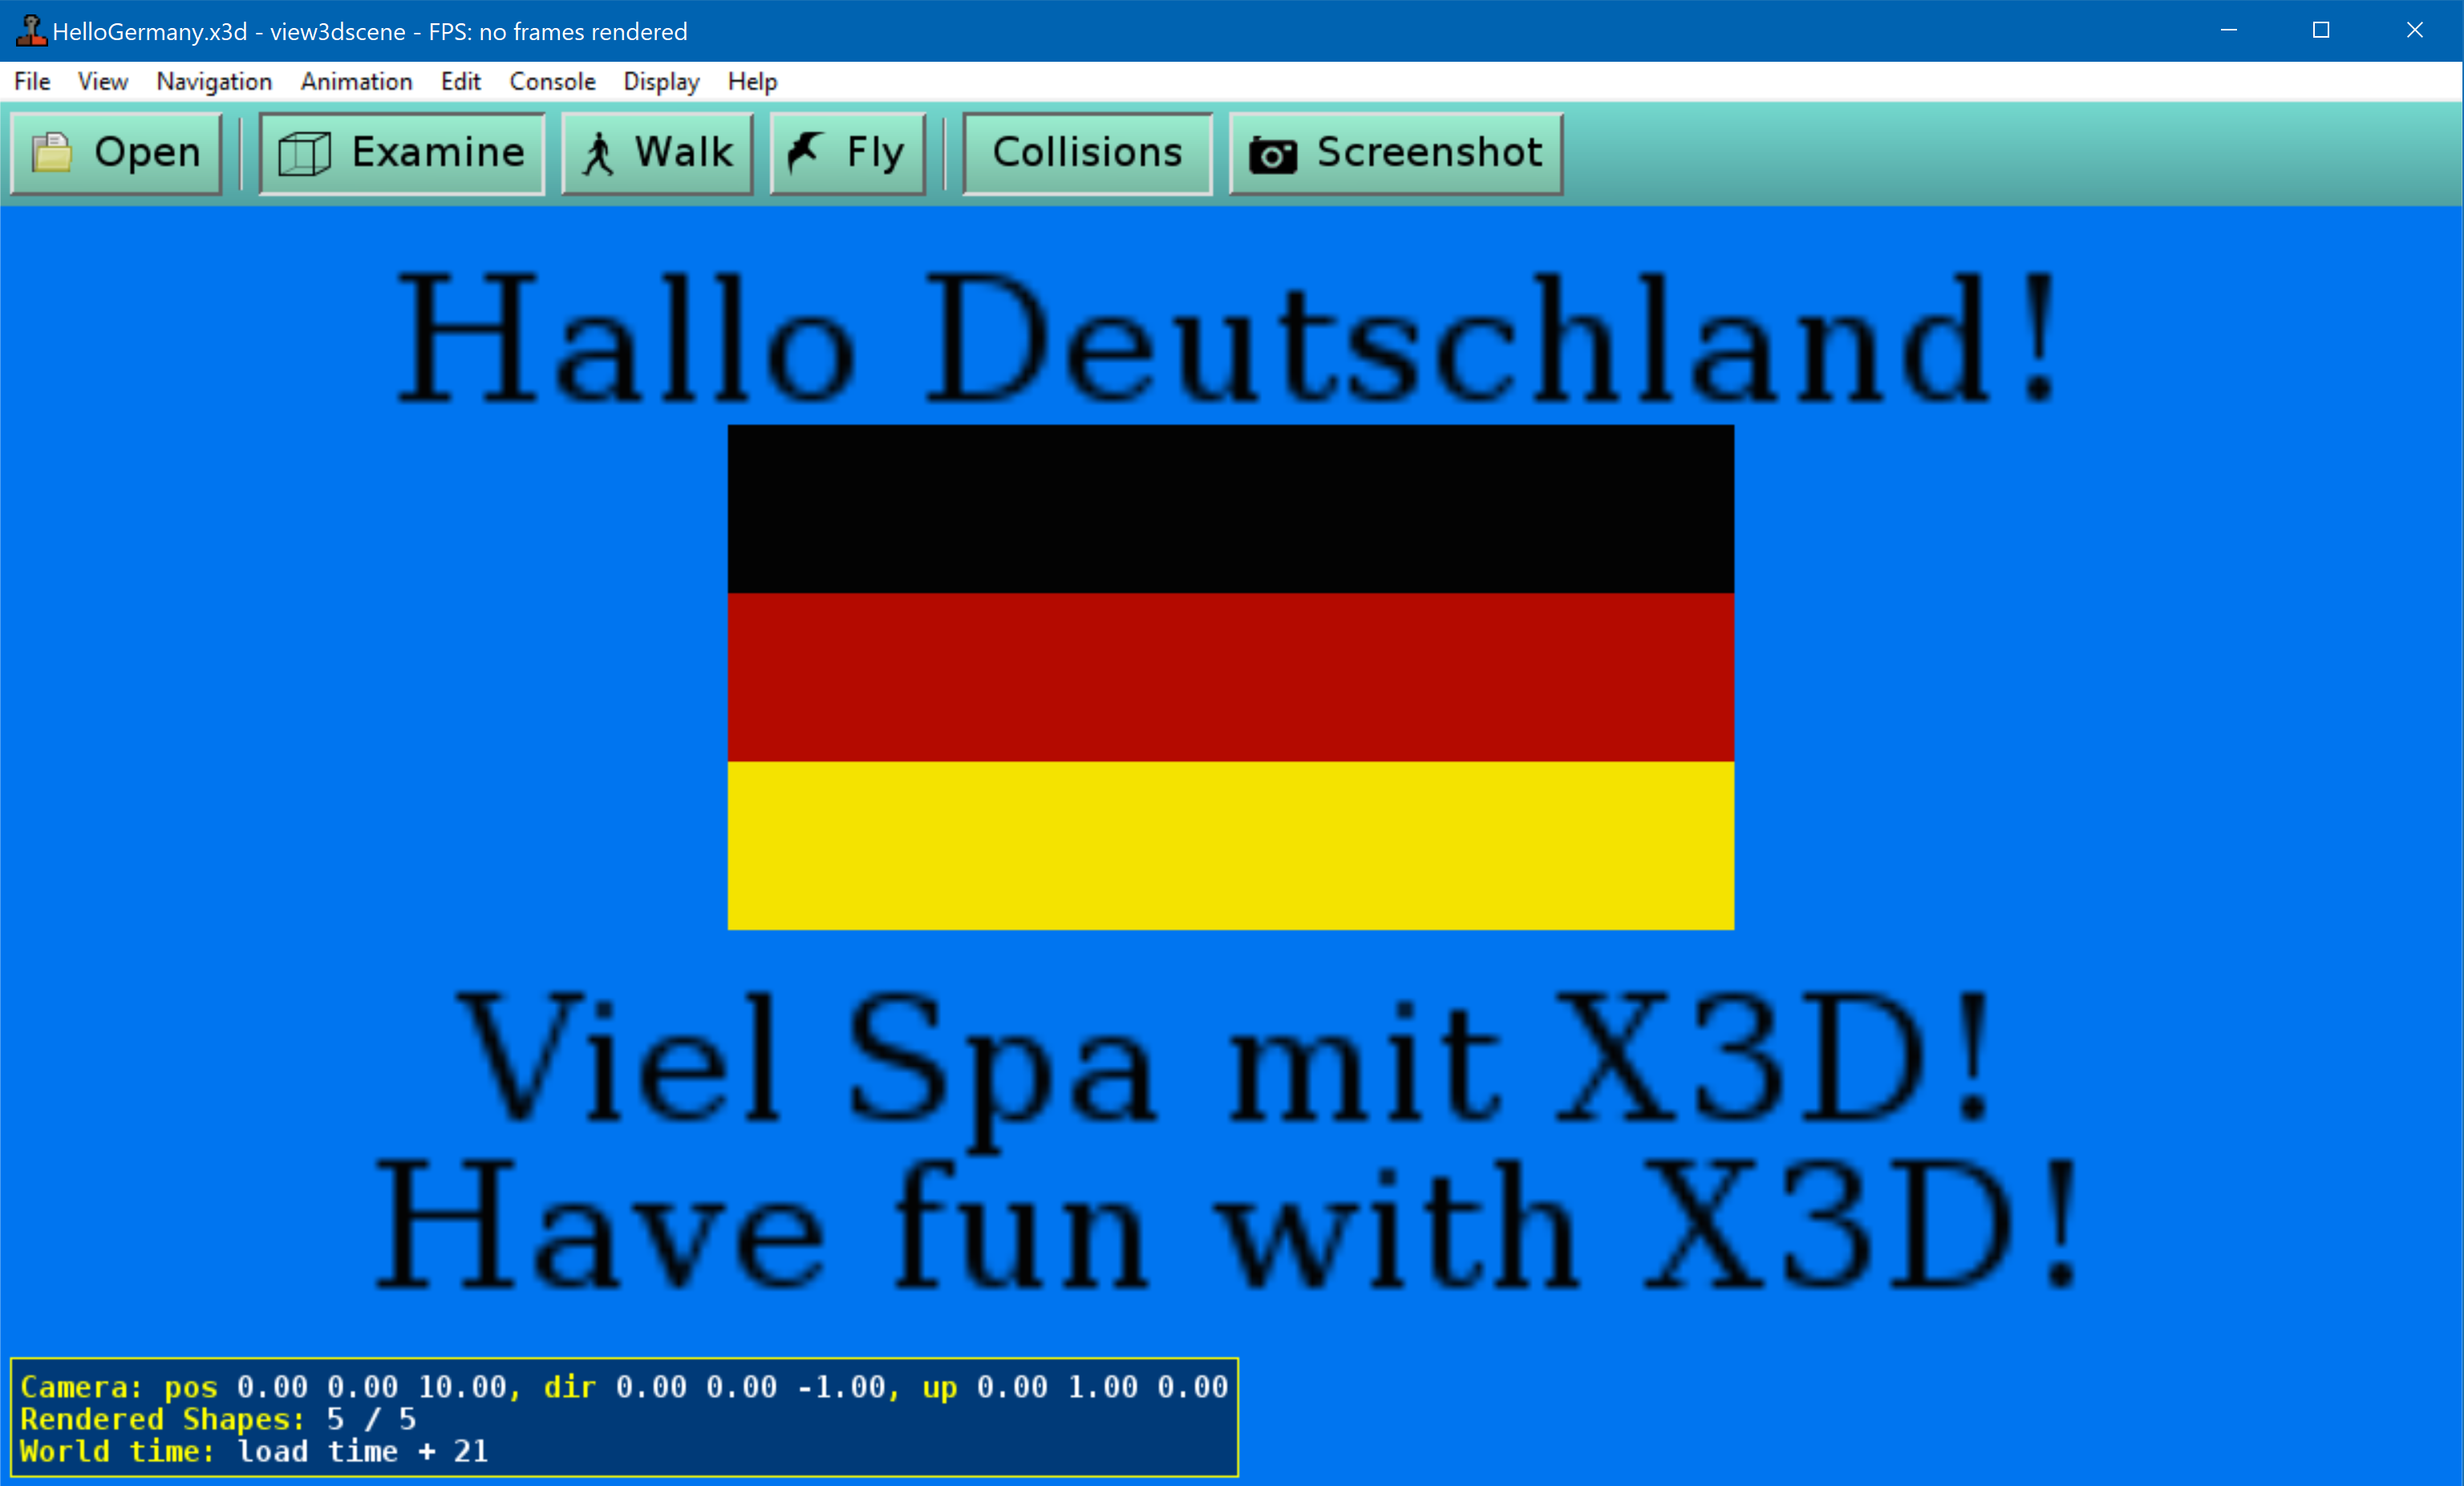 HelloGermany.x3d - view3dscene - FPS: no frames rendered
File View Navigation Animation Edit Console Display Help
Open Examine Walk Fly Collisions Screenshot
Hallo Deutschland!
Viel Spa mit X3D!
Have fun with X3D!
Camera: pos 0.00 0.00 10.00, dir 0.00 0.00 -1.00, up 0.00 1.00 0.00
Rendered Shapes: 5 / 5
World time: load time + 21